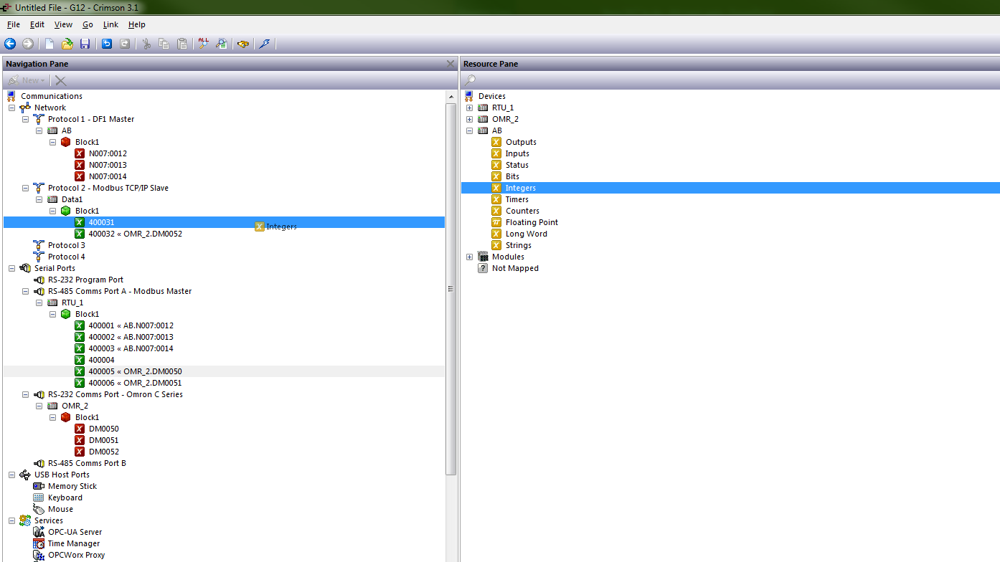 Untitled File - G12 - Crimson 3.1
File Edit View Go Link Help
ALL
Navigation Pane
New
Communications
Network
Protocol 1 - DF1 Master
AB
Block1
N007:0012
N007:0013
N007:0014
Protocol 2 - Modbus TCP/IP Slave
Data1
Block1
400031
Integers
400032 « OMR_2.DM0052
Protocol 3
Protocol 4
Serial Ports
RS-232 Program Port
RS-485 Comms Port A - Modbus Master
RTU_1
Block1
400001 « AB.N007:0012
400002 « AB.N007:0013
400003 « AB.N007:0014
400004
400005 « OMR_2.DM0050
400006 « OMR_2.DM0051
RS-232 Comms Port - Omron C Series
OMR_2
Block1
DM0050
DM0051
DM0052
RS-485 Comms Port B
USB Host Ports
Memory Stick
Keyboard
Mouse
Services
OPC-UA Server
Time Manager
OPCWorx Proxy
Resource Pane
Devices
RTU_1
OMR_2
AB
Outputs
Inputs
Status
Bits
Integers
Timers
Counters
Floating Point
Long Word
Strings
Modules
Not Mapped